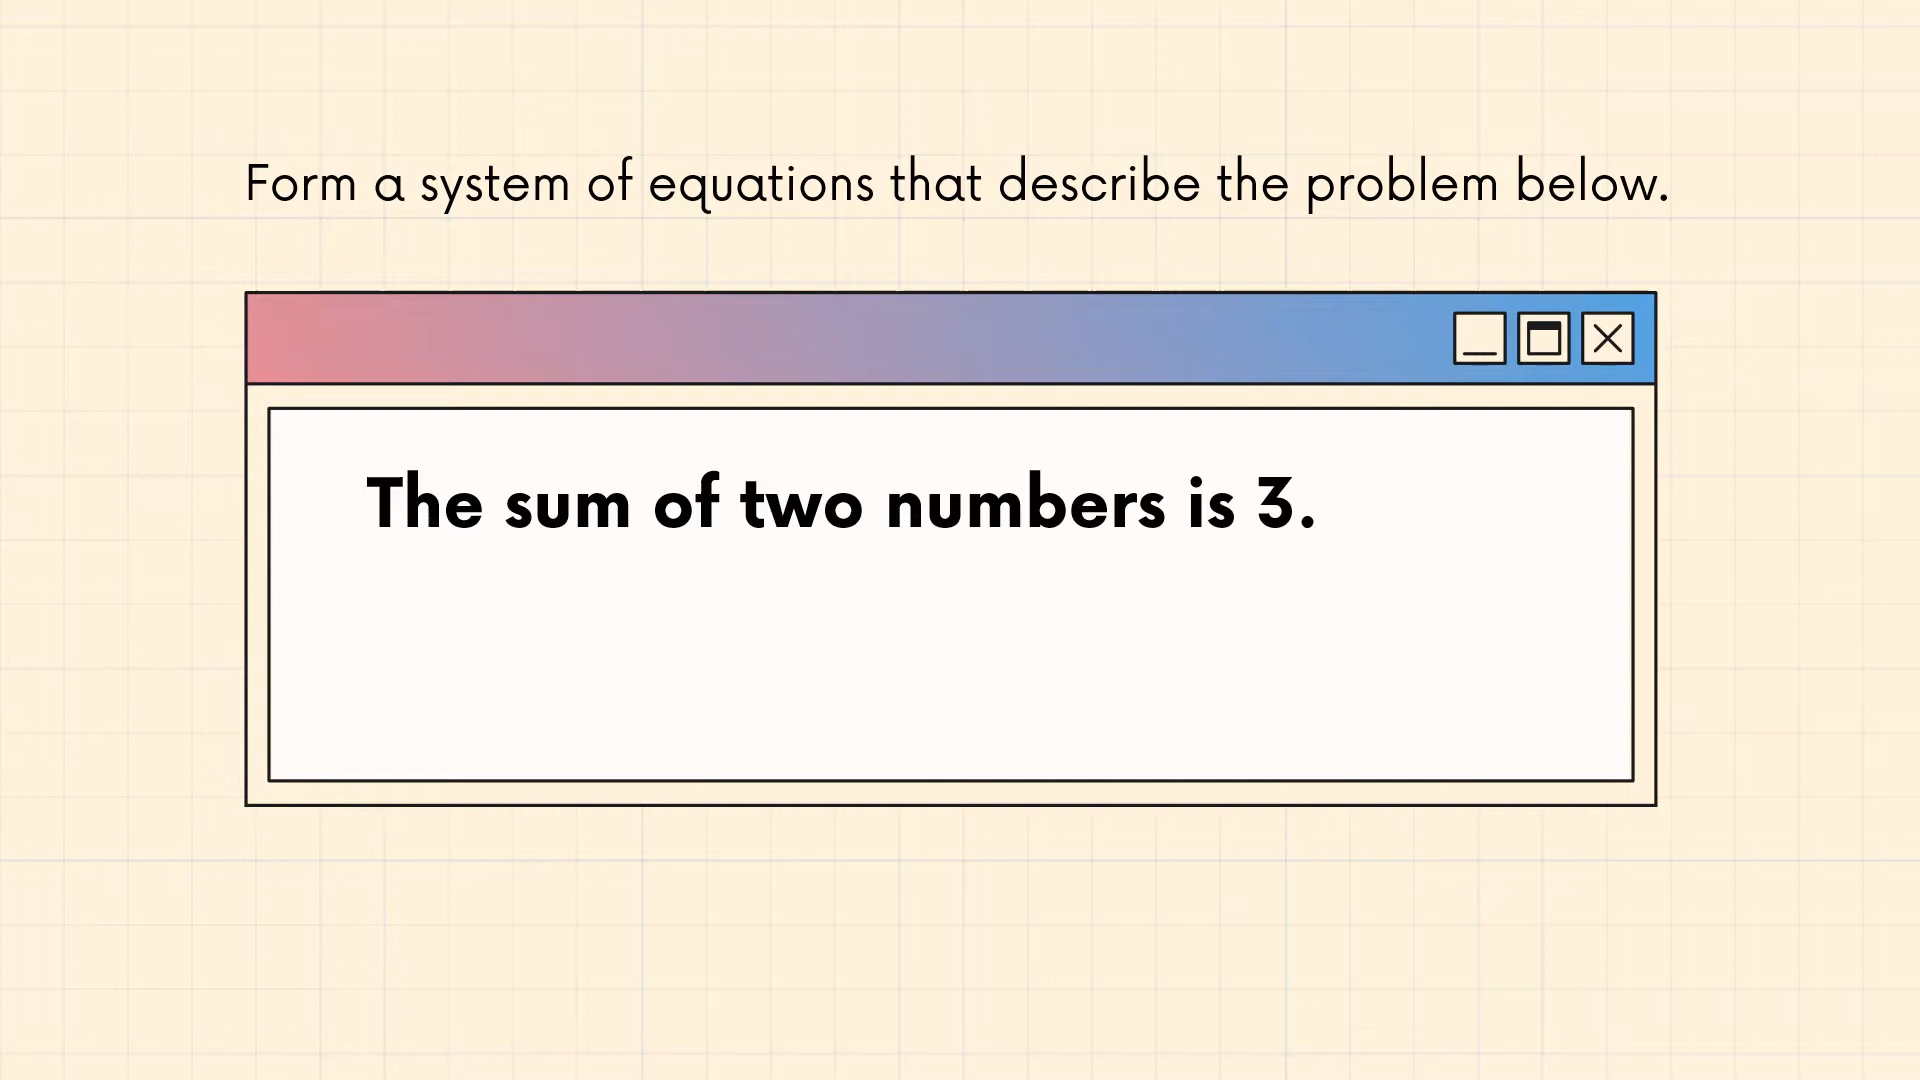 Form a system of equations that describe the problem below.
The sum of two numbers is 3.